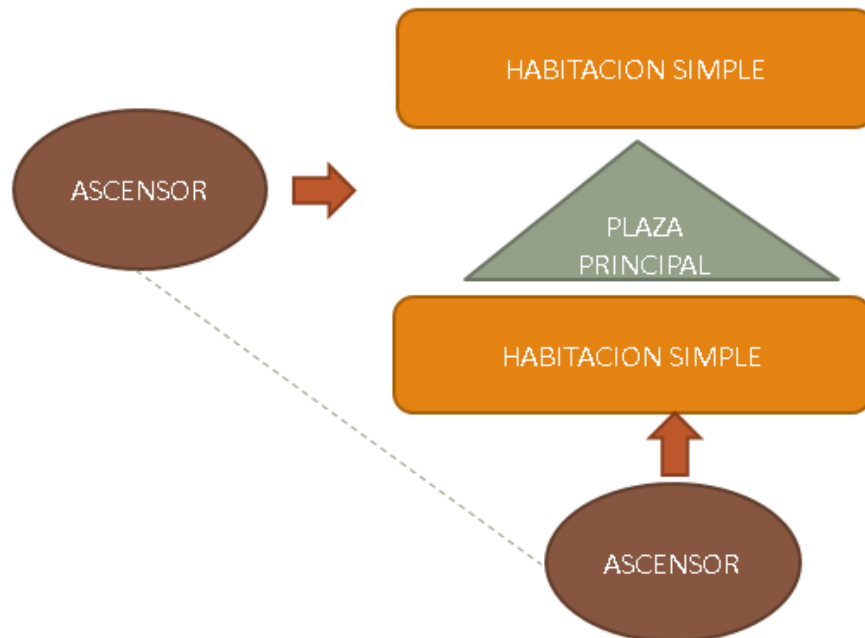 HABITACION SIMPLE
ASCENSOR
PLAZA
PRINCIPAL
HABITACION SIMPLE
ASCENSOR